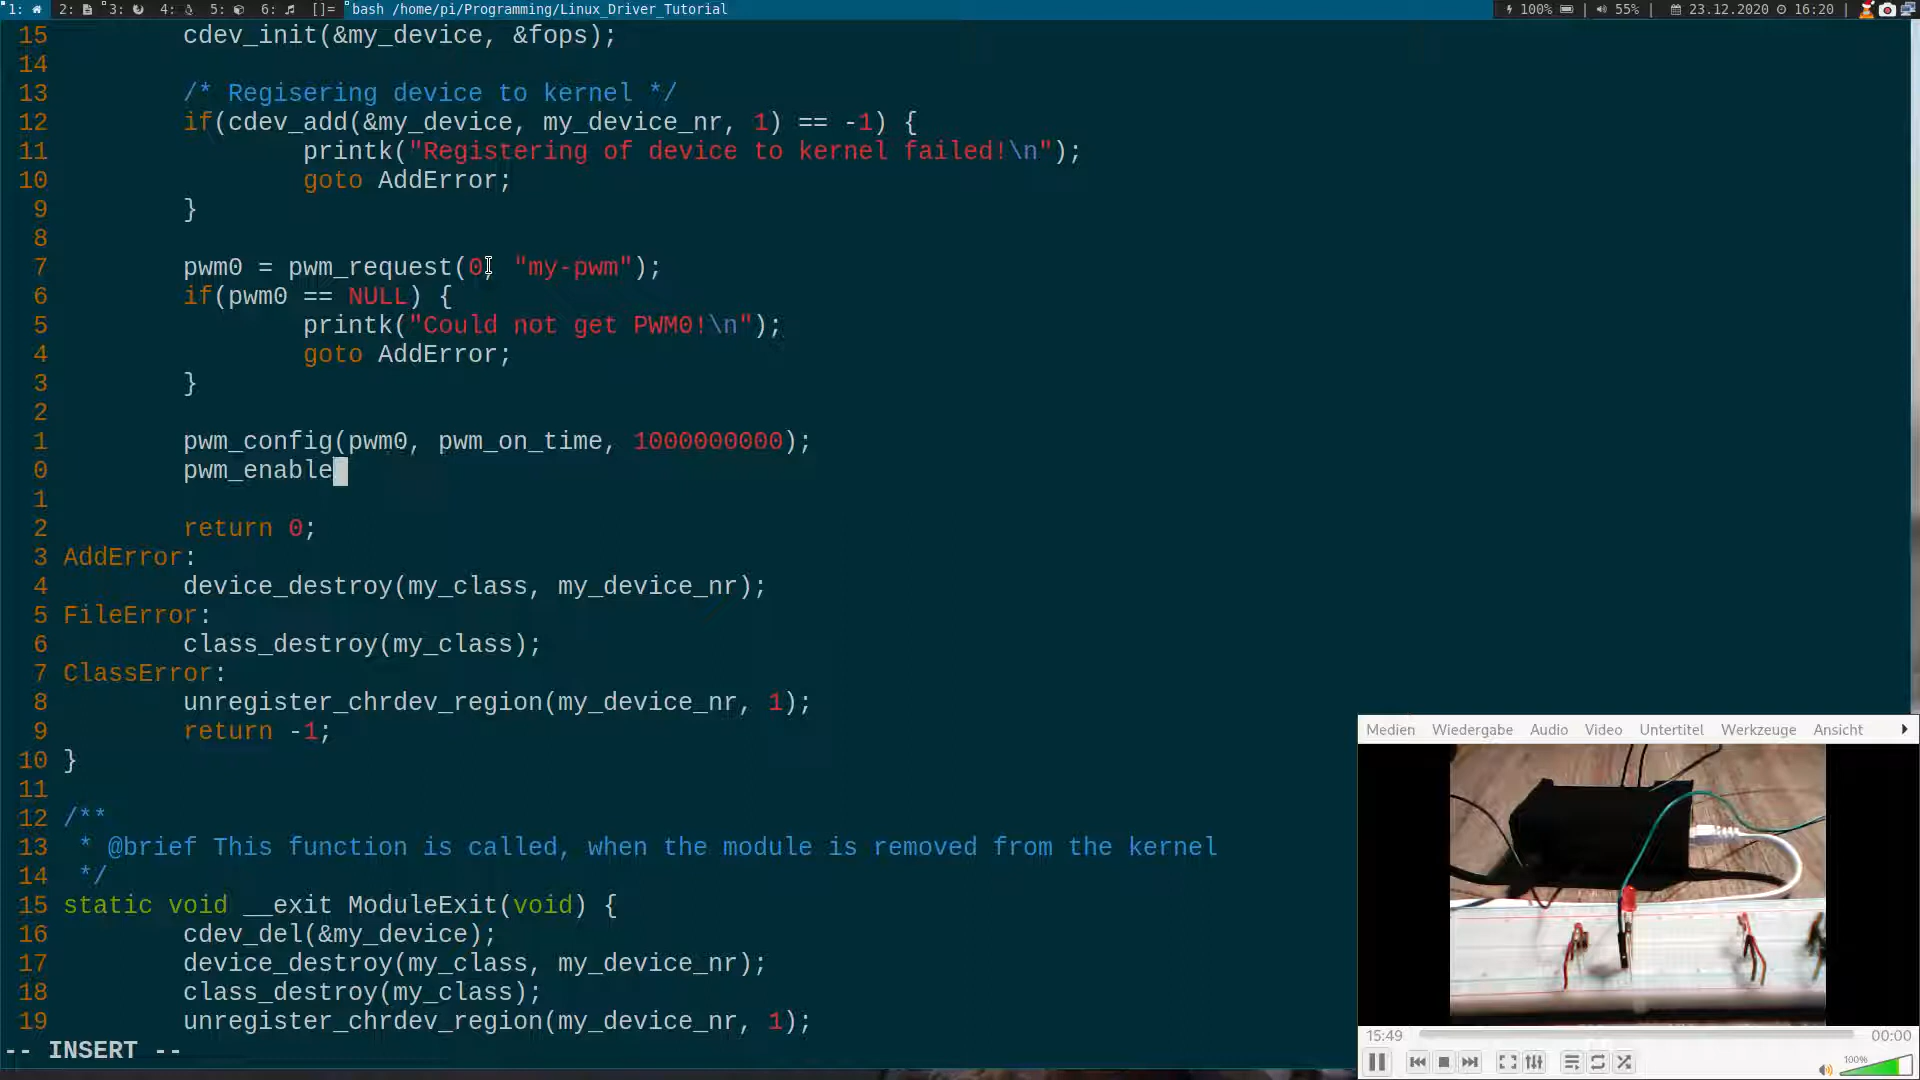 1: 2: 3: 4: 5: 6: []= bash /home/pi/Programming/Linux_Driver_Tutorial 100% | 55% | 23.12.2020 16:20 |
15 cdev_init(&my_device, &fops);
14
13 /* Regisering device to kernel */
12 if(cdev_add(&my_device, my_device_nr, 1) == -1) {
11 printk("Registering of device to kernel failed!\n");
10 goto AddError;
9 }
8
7 pwm0 = pwm_request(0, "my-pwm");
6 if(pwm0 == NULL) {
5 printk("Could not get PWM0!\n");
4 goto AddError;
3 }
2
1 pwm_config(pwm0, pwm_on_time, 1000000000);
0 pwm_enable
1
2 return 0;
3 AddError:
4 device_destroy(my_class, my_device_nr);
5 FileError:
6 class_destroy(my_class);
7 ClassError:
8 unregister_chrdev_region(my_device_nr, 1);
9 return -1;
10 }
11
12 /**
13 * @brief This function is called, when the module is removed from the kernel
14 */
15 static void __exit ModuleExit(void) {
16 cdev_del(&my_device);
17 device_destroy(my_class, my_device_nr);
18 class_destroy(my_class);
19 unregister_chrdev_region(my_device_nr, 1);
-- INSERT --
Medien Wiedergabe Audio Video Untertitel Werkzeuge Ansicht
15:49 00:00
100%